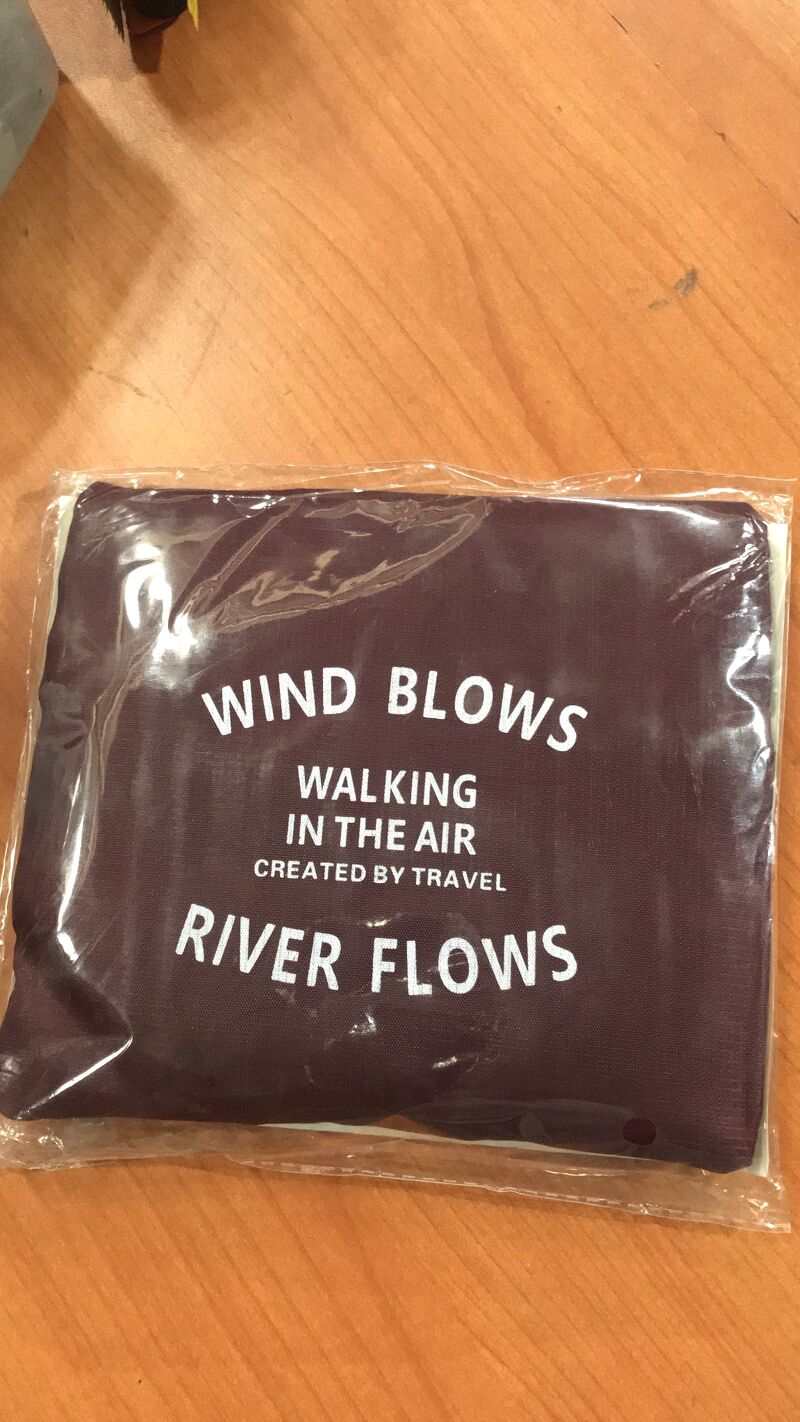 WIND BLOWS
WALKING
IN THE AIR
CREATED BY TRAVEL
RIVER FLOWS